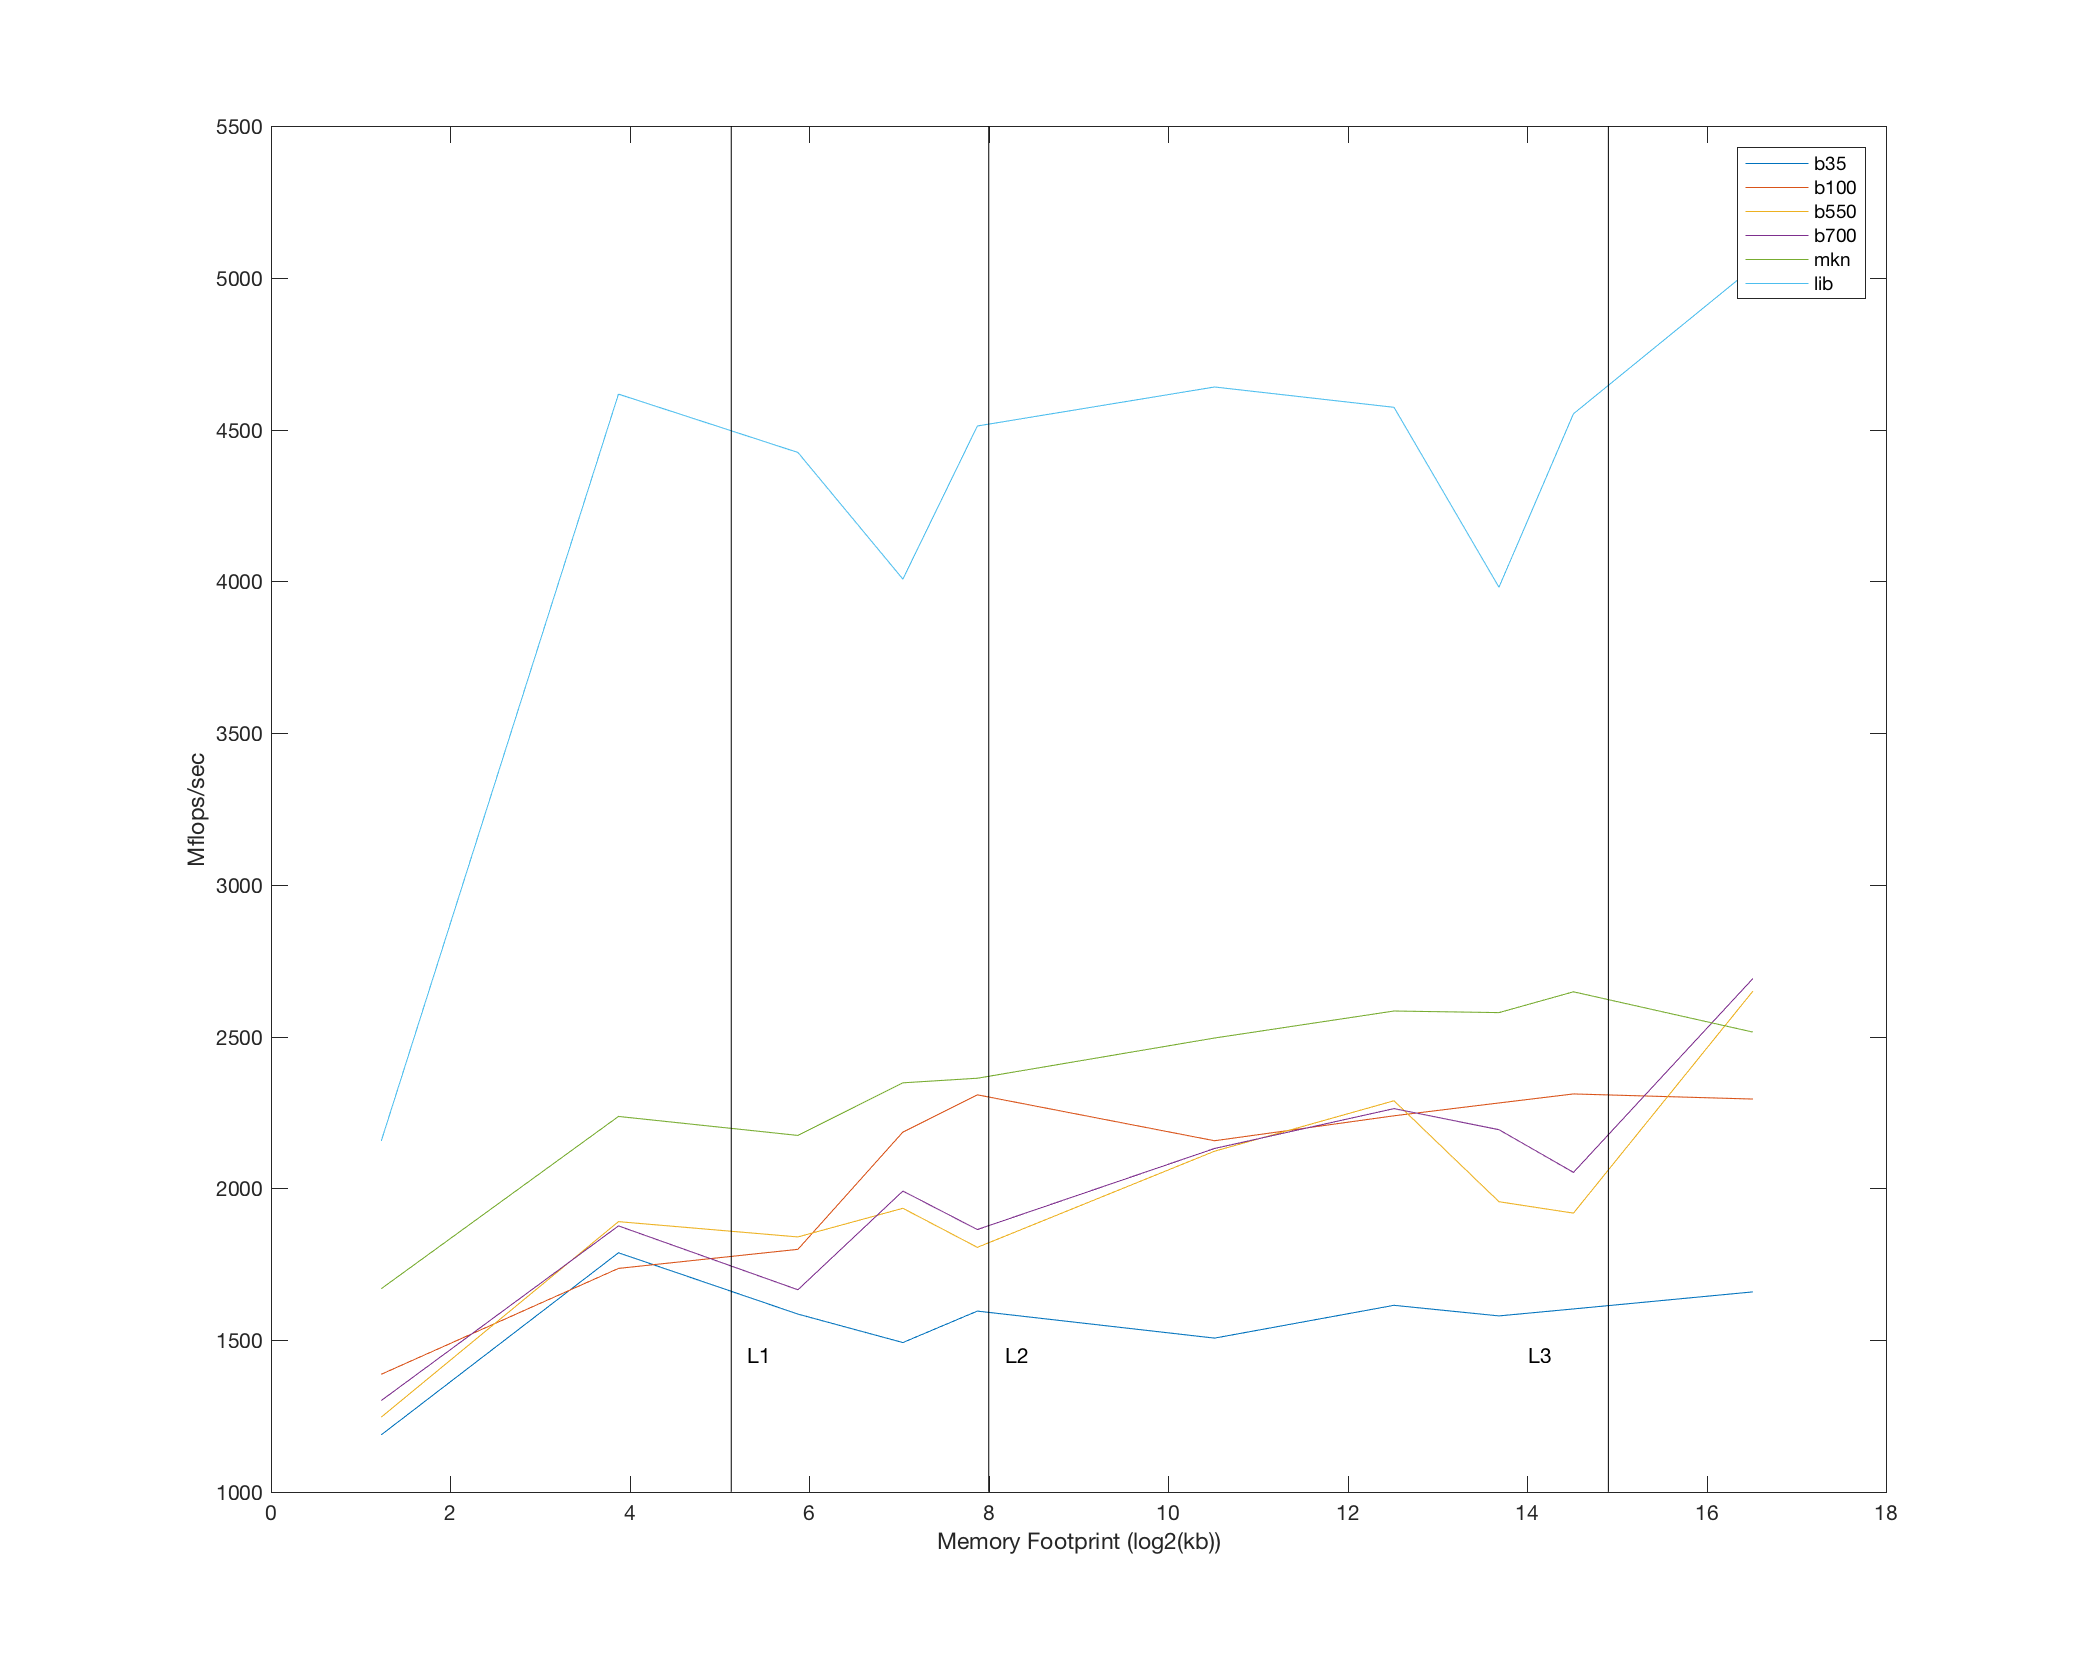 5500
5000
4500
4000
3500
3000
2500
2000
1500
1000
Mflops/sec
b35
b100
b550
b700
mkn
lib
L1
L2
L3
0 2 4 6 8 10 12 14 16 18
Memory Footprint (log2(kb))